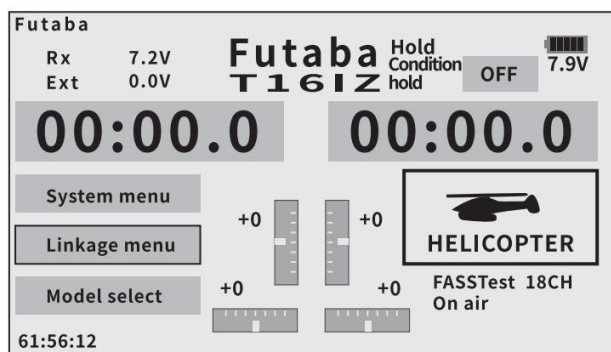 Futaba
Rx 7.2V
Ext 0.0V
Futaba
T16IZ
Hold
Condition hold OFF
7.9V
00:00.0 00:00.0
System menu
Linkage menu
Model select
+0 +0
+0 +0
HELICOPTER
FASSTest 18CH
On air
61:56:12